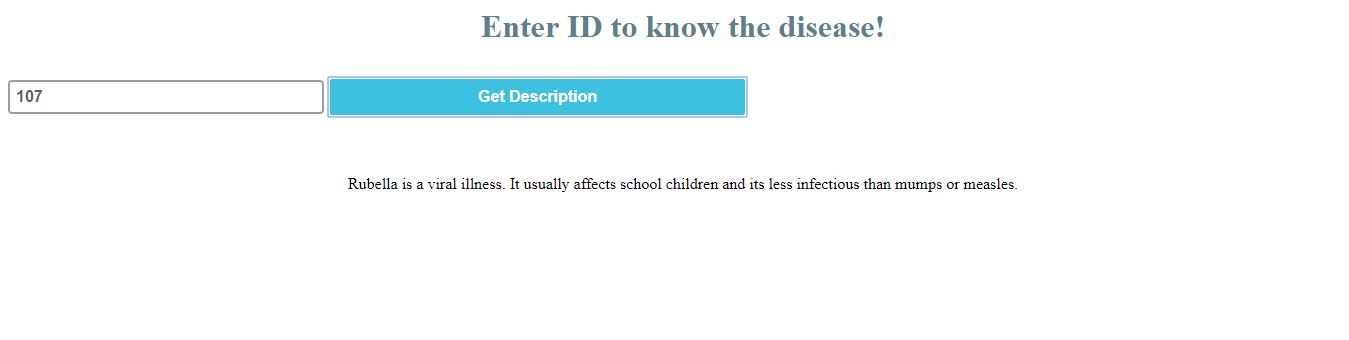 Enter ID to know the disease!
107 Get Description
Rubella is a viral illness. It usually affects school children and its less infectious than mumps or measles.